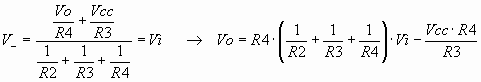 V_ = (Vo/R4 + Vcc/R3) / (1/R2 + 1/R3 + 1/R4) = Vi → Vo = R4·(1/R2 + 1/R3 + 1/R4)·Vi − Vcc·R4/R3